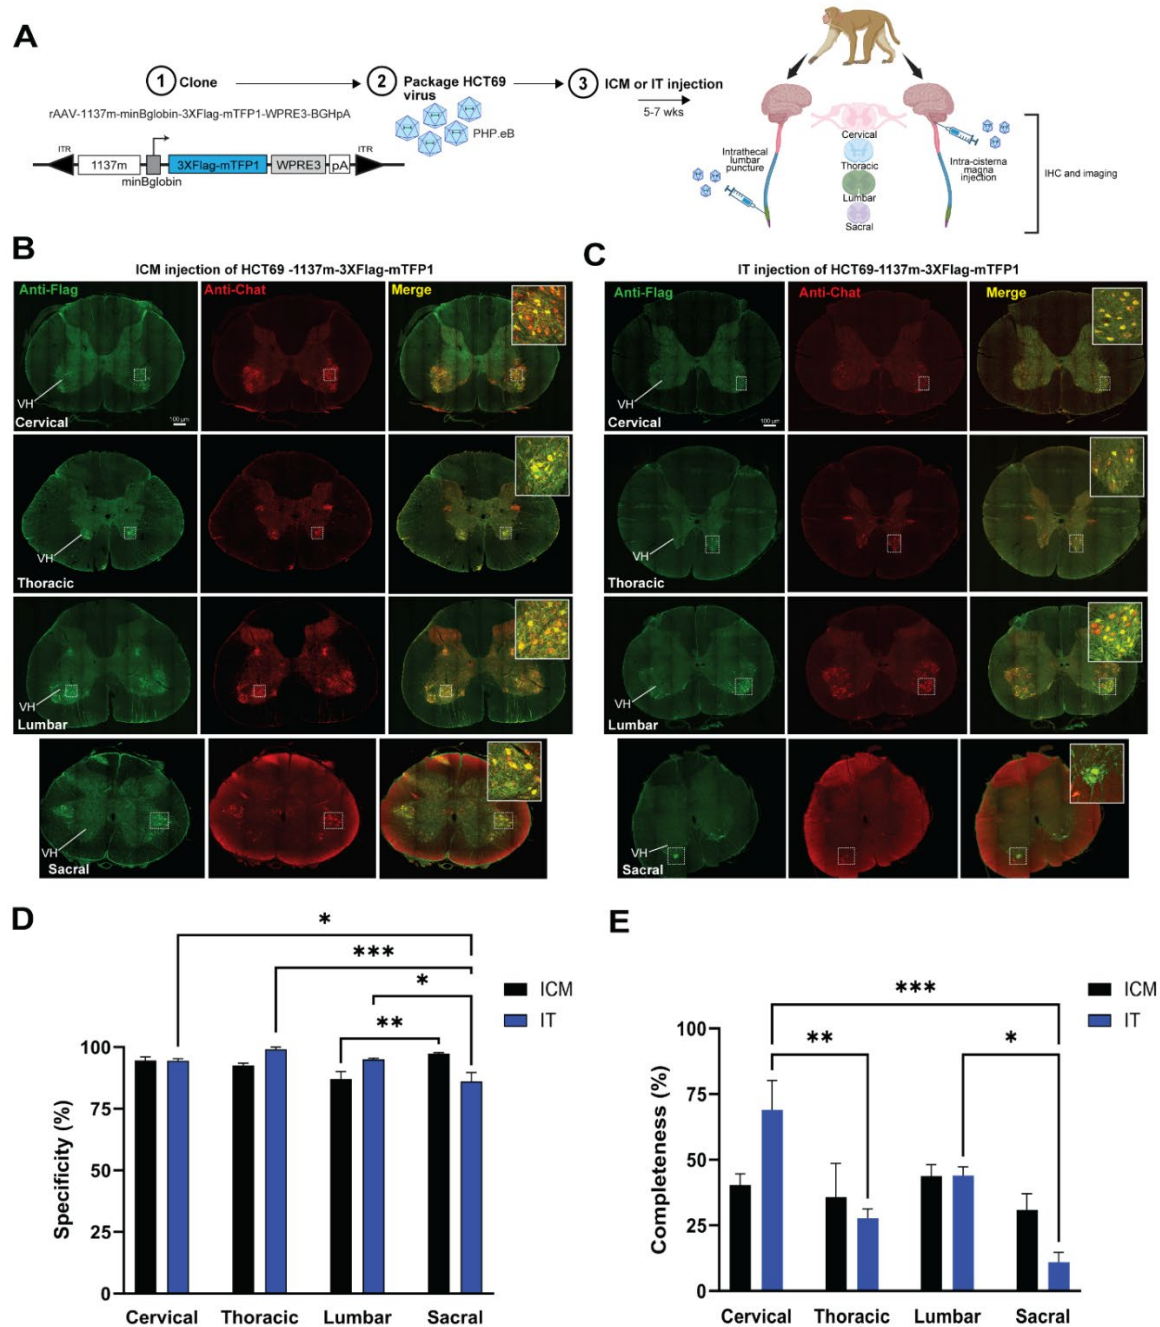 A
1 Clone
2 Package HCT69
virus
3 ICM or IT injection
5-7 wks
rAAV-1137m-minBglobin-3XFlag-mTFP1-WPRE3-BGHpA
PHP.eB
ITR
ITR
1137m
3XFlag-mTFP1
WPRE3
pA
minBglobin
Cervical
Thoracic
Lumbar
Sacral
Intrathecal
lumbar
puncture
Intra-cisterna
magna
injection
IHC and imaging
B
ICM injection of HCT69 -1137m-3XFlag-mTFP1
Anti-Flag
Anti-Chat
Merge
VH
100 µm
Cervical
VH
Thoracic
VH
Lumbar
VH
Sacral
C
IT injection of HCT69-1137m-3XFlag-mTFP1
Anti-Flag
Anti-Chat
Merge
VH
100 µm
Cervical
VH
Thoracic
VH
Lumbar
VH
Sacral
D
*
***
*
**
ICM
IT
Specificity (%)
100
75
50
25
0
Cervical Thoracic Lumbar Sacral
E
***
**
*
ICM
IT
Completeness (%)
100
75
50
25
0
Cervical Thoracic Lumbar Sacral